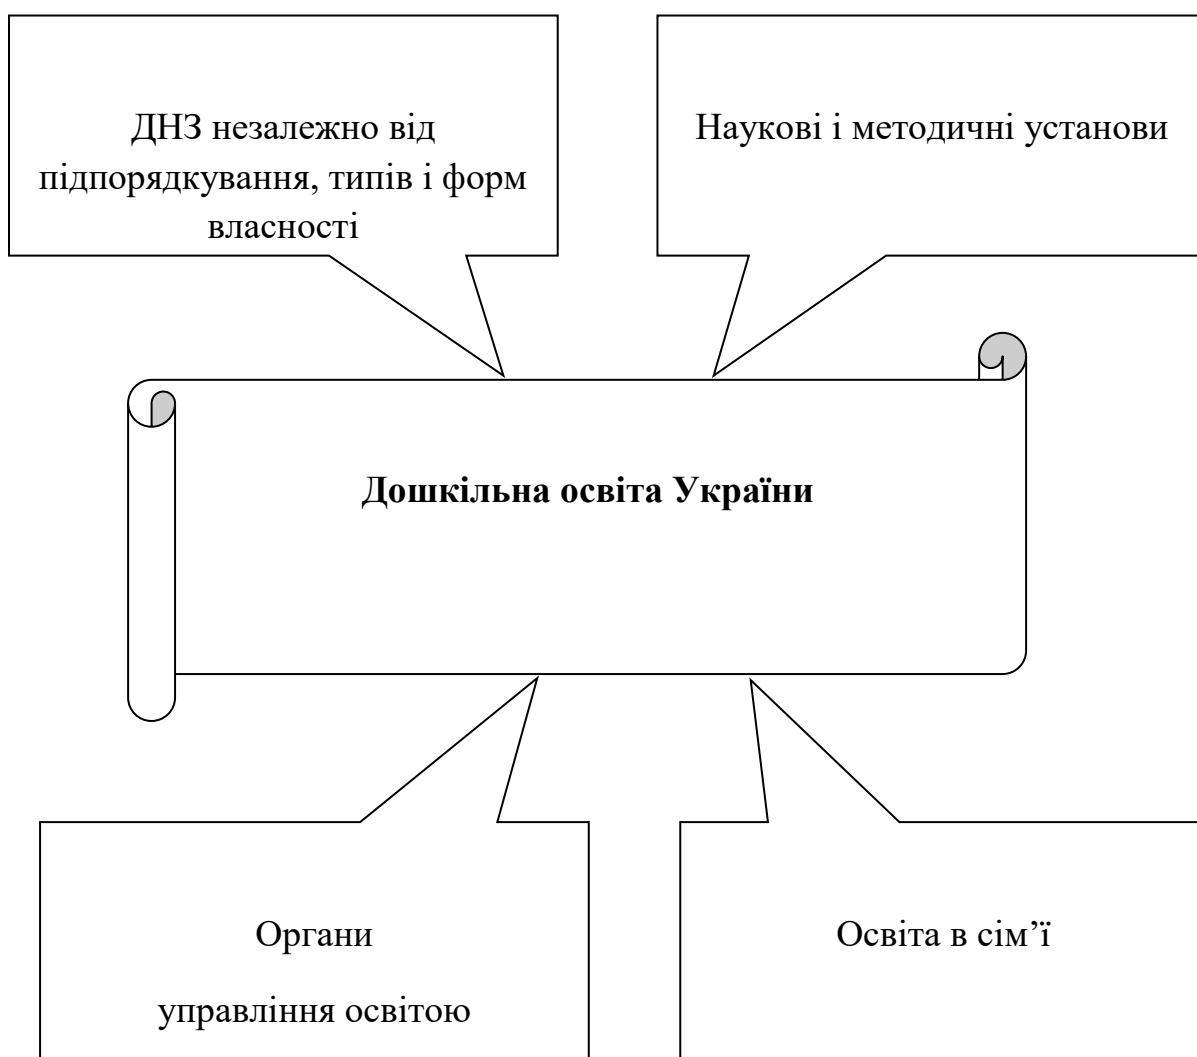 ДНЗ незалежно від
підпорядкування, типів і форм
власності
Наукові і методичні установи
Дошкільна освіта України
Органи
управління освітою
Освіта в сім’ї